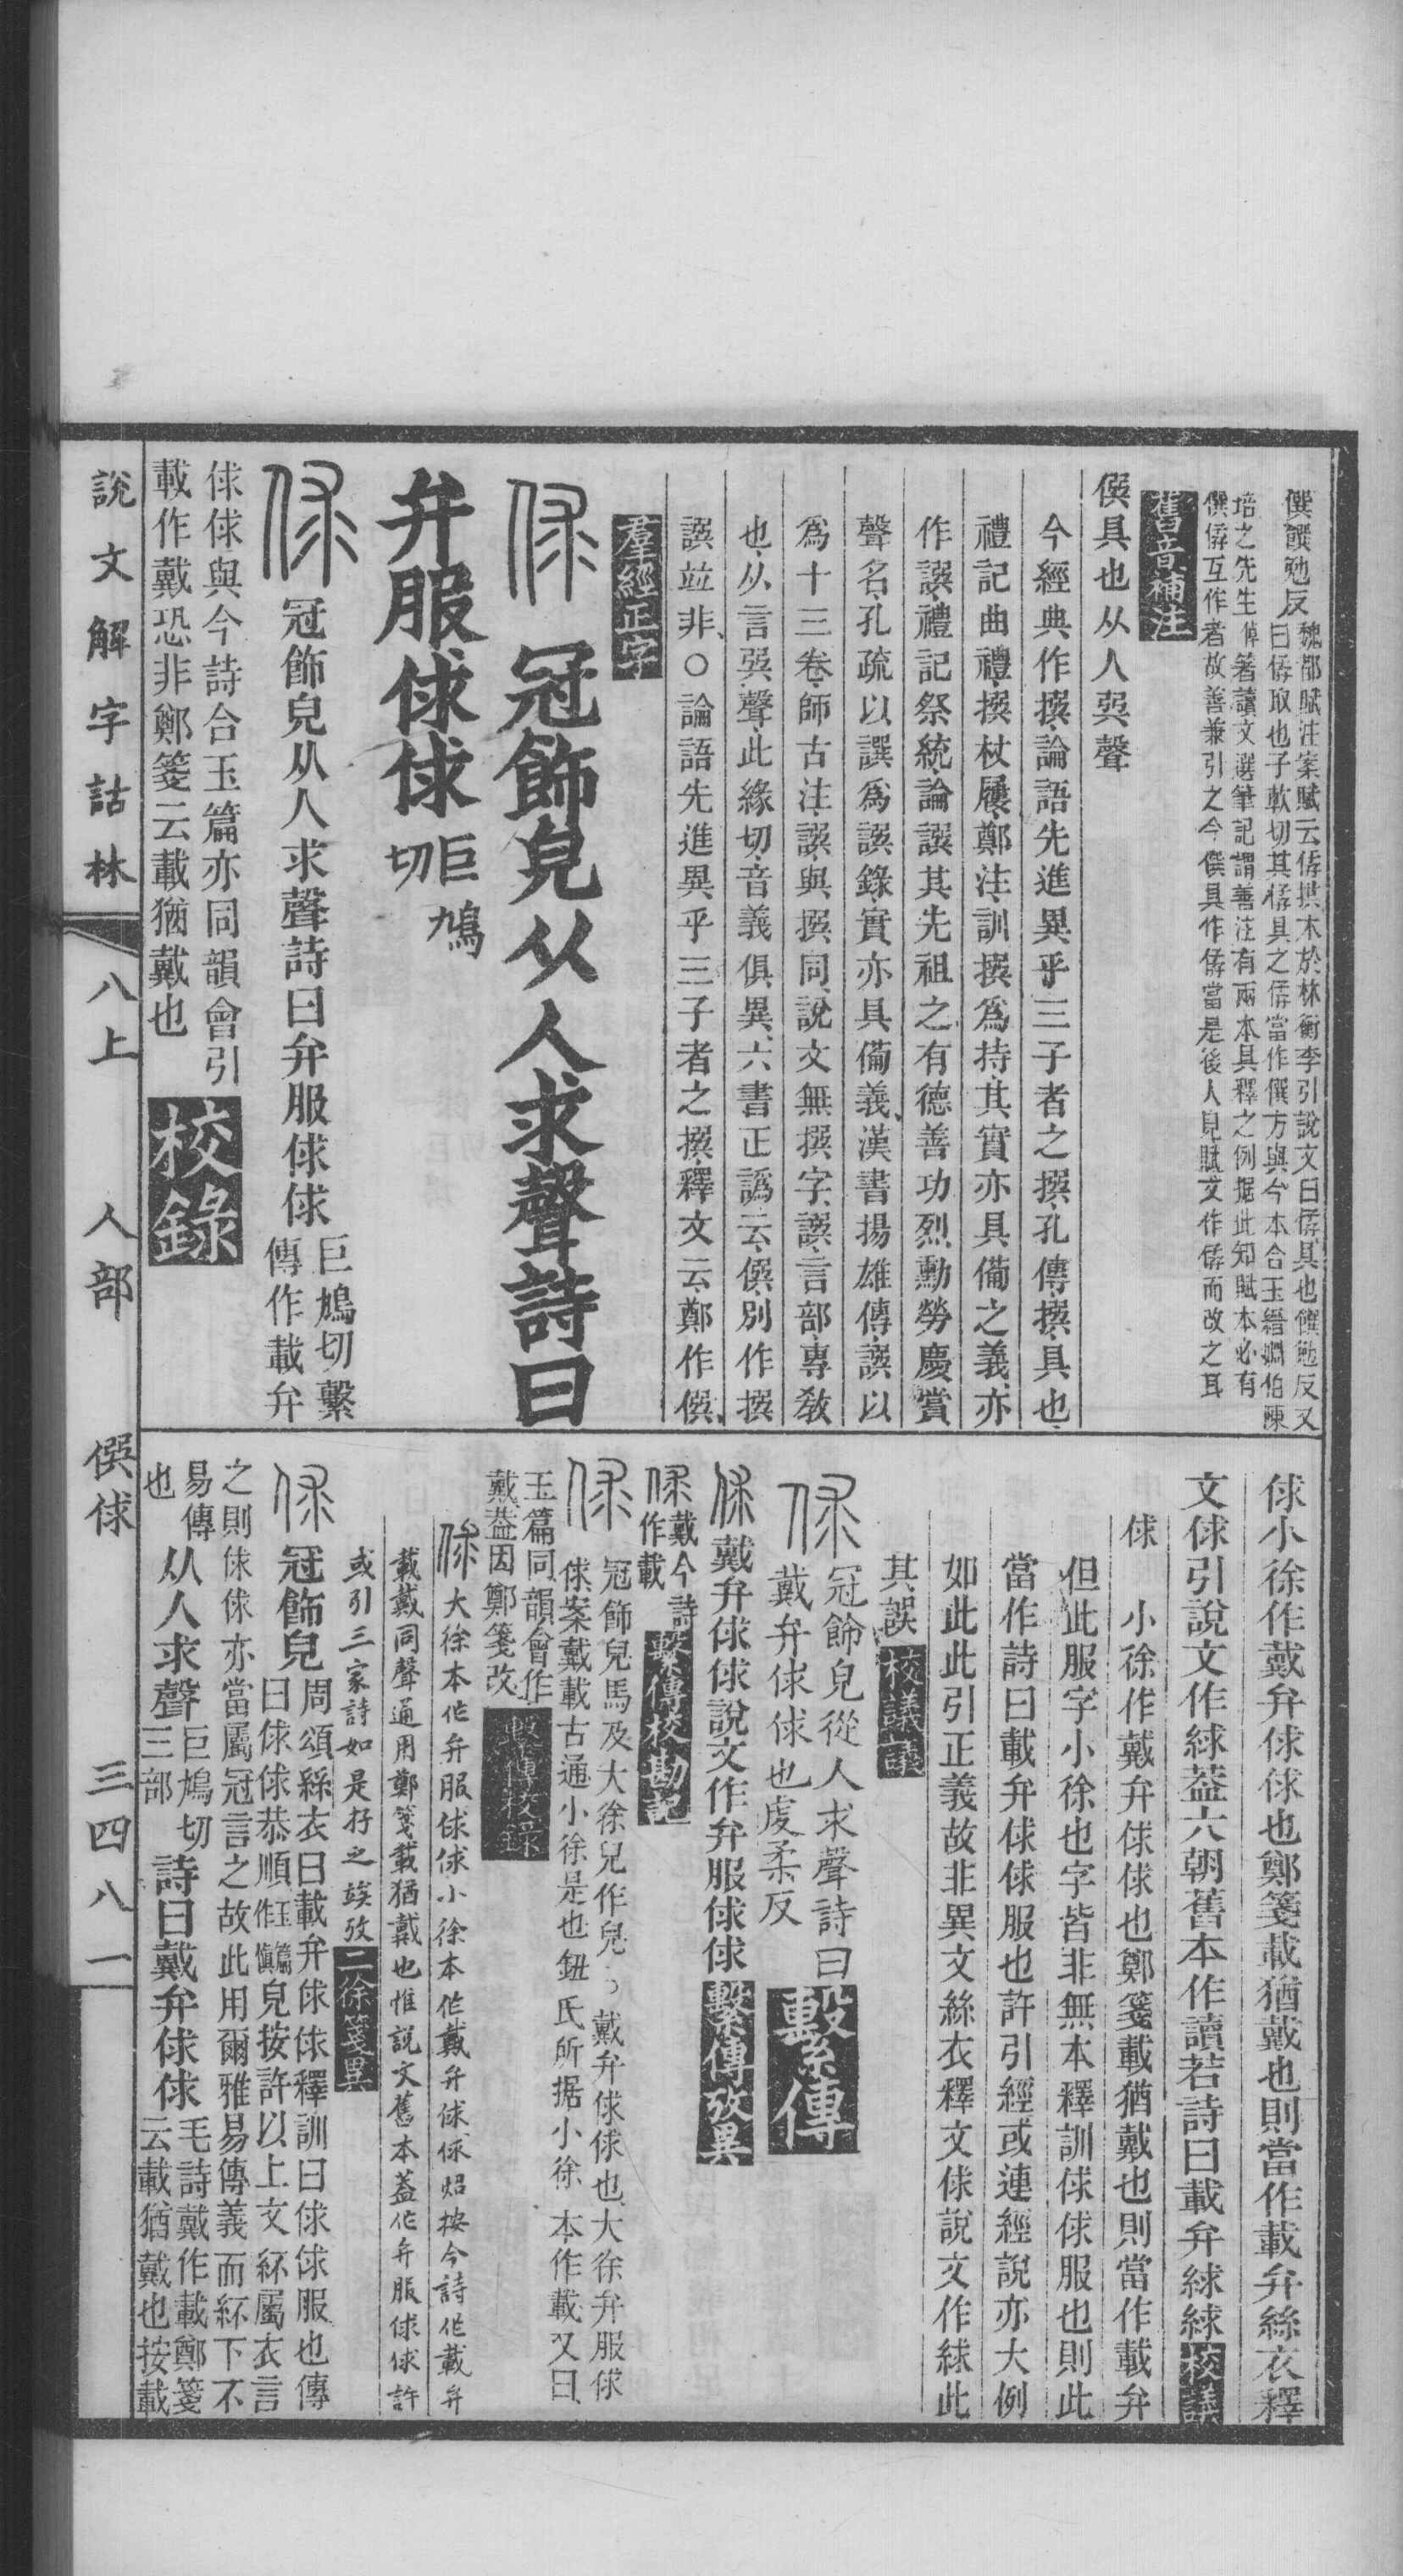 僎饌勉反魏都賦注案賦云僝拱木於林衡李引說文曰僝具也饌勉反又
曰僝取也子軟切其僝具之僝當作僎方與今本合玉縉嫺伯陳
培之先生倬著讀文選筆記謂善注有兩本具釋之例据此知賦本必有
僎僝互作者故善兼引之今僎具作僝當是後人見賦文作僝而改之耳
舊音補注
僎具也从人巽聲
今經典作撰論語先進異乎三子者之撰孔傳撰具也
禮記曲禮撰杖屨鄭注訓撰爲持其實亦具備之義亦
作譔禮記祭統論譔其先祖之有德善功烈勳勞慶賞
聲名孔疏以譔爲譔錄實亦具備義漢書揚雄傳譔以
爲十三卷師古注譔與撰同說文無撰字譔言部專敎
也从言巽聲此緣切音義俱異六書正譌云僎別作撰
譔竝非○論語先進異乎三子者之撰釋文云鄭作僎
羣經正字
俅冠飾皃从人求聲詩曰
弁服俅俅巨鳩切
俅冠飾皃从人求聲詩曰弁服俅俅巨鳩切繫
傳作載弁
俅俅與今詩合玉篇亦同韻會引
載作戴恐非鄭箋云載猶戴也
校錄
說文解字詁林 八上 人部 僎俅 三四八一
俅小徐作戴弁俅俅也鄭箋載猶戴也則當作載弁絲衣釋
文俅引說文作絿葢六朝舊本作讀若詩曰載弁絿絿校議
俅 小徐作戴弁俅俅也鄭箋載猶戴也則當作載弁
但此服字小徐也字皆非無本釋訓俅俅服也則此
當作詩曰載弁俅俅服也許引經或連經說亦大例
如此此引正義故非異文絲衣釋文俅說文作絿此
其誤校議議
俅冠飾皃從人求聲詩曰
戴弁俅俅也虔柔反
繫傳
俅戴弁俅俅說文作弁服俅俅繫傳攷異
俅戴今詩
作載
繫傳校勘記
俅冠飾皃馬及大徐皃作兒戴弁俅俅也大徐弁服俅
俅案戴載古通小徐是也鈕氏所据小徐本作載又曰
玉篇同韻會作
戴葢因鄭箋改
繫傳校錄
俅大徐本作弁服俅俅小徐本作戴弁俅俅炤按今詩作載弁
載戴同聲通用鄭箋載猶戴也惟說文舊本蓋作弁服俅俅許
或引三家詩如是存之竢攷二徐箋異
俅冠飾皃周頌絲衣曰載弁俅俅釋訓曰俅俅服也傳
曰俅俅恭順玉篇作愼皃按許以上文紑屬衣言
之則俅俅亦當屬冠言之故此用爾雅易傳義而紑下不
易傳
也
从人求聲巨鳩切
三部
詩曰戴弁俅俅毛詩戴作載鄭箋
云載猶戴也按載